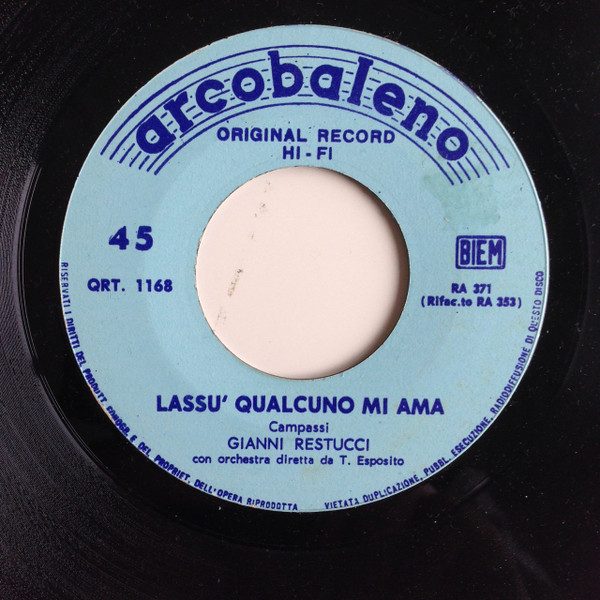 arcobaleno
ORIGINAL RECORD
HI-FI
45
BIEM
QRT. 1168
RA 371
(Rifac.to RA 353)
LASSU' QUALCUNO MI AMA
Campassi
GIANNI RESTUCCI
con orchestra diretta da T. Esposito
RISERVATI I DIRITTI DEL PRODUTT. FONOGR. E DEL PROPRIET. DELL'OPERA RIPRODOTTA
VIETATA DUPLICAZIONE, PUBBL. ESECUZIONE, RADIODIFFUSIONE DI QUESTO DISCO